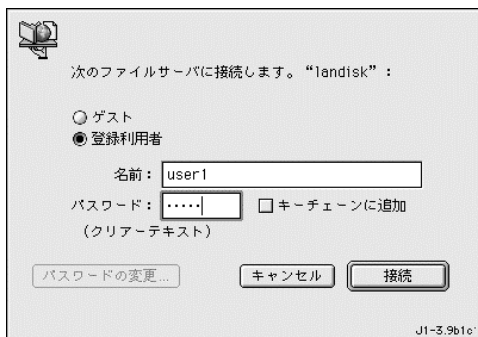 次のファイルサーバに接続します。“landisk”：
ゲスト
登録利用者
名前： user1
パスワード： ••••• キーチェーンに追加
(クリアーテキスト)
パスワードの変更...
キャンセル 接続
J1-3.9b1c1